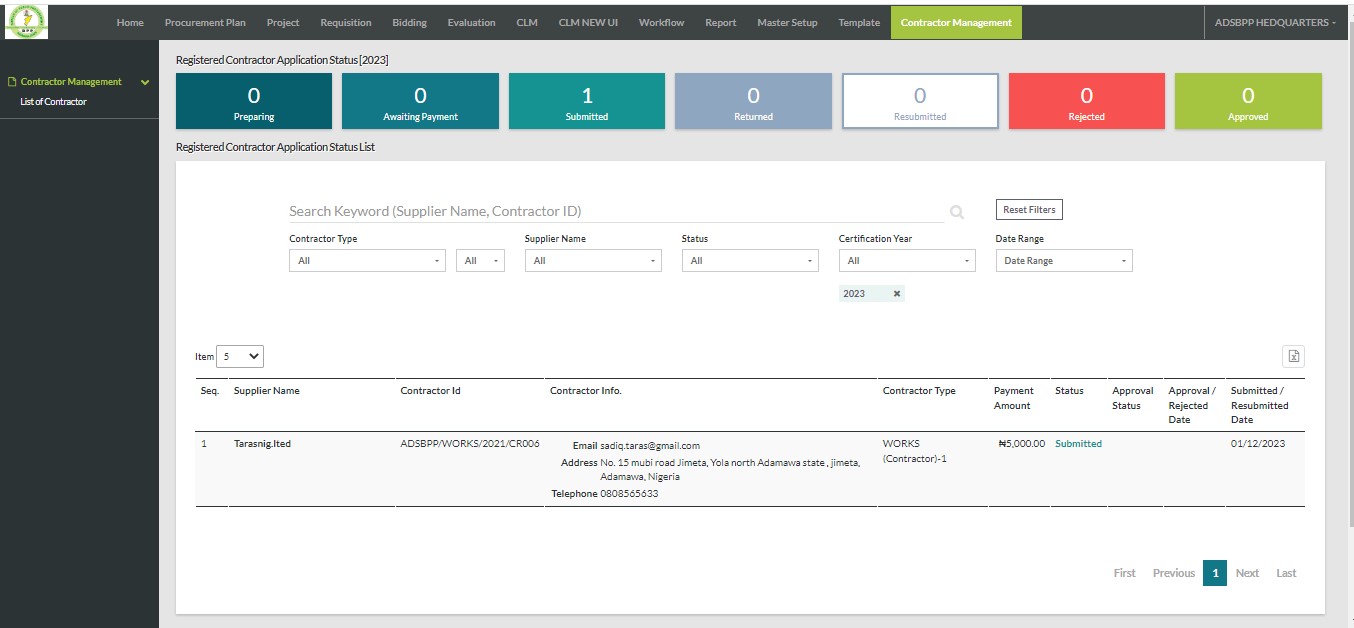 Home Procurement Plan Project Requisition Bidding Evaluation CLM CLM NEW UI Workflow Report Master Setup Template Contractor Management ADSBPP HEDQUARTERS
Contractor Management
List of Contractor
Registered Contractor Application Status [2023]
0 0 1 0 0 0 0
Preparing Awaiting Payment Submitted Returned Resubmitted Rejected Approved
Registered Contractor Application Status List
Search Keyword (Supplier Name, Contractor ID) Reset Filters
Contractor Type Supplier Name Status Certification Year Date Range
All All All All All Date Range
2023 ×
Item 5
Seq. Supplier Name Contractor Id Contractor Info. Contractor Type Payment Status Approval Approval / Submitted /
Amount Status Rejected Resubmitted
Date Date
1 Tarasnig.lted ADSBPP/WORKS/2021/CR006 Email sadiq.taras@gmail.com WORKS ₦5,000.00 Submitted 01/12/2023
Address No. 15 mubi road Jimeta, Yola north Adamawa state , jimeta, (Contractor)-1
Adamawa, Nigeria
Telephone 0808565633
First Previous 1 Next Last